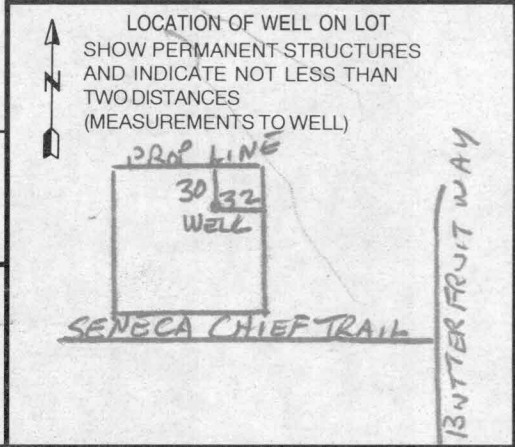 LOCATION OF WELL ON LOT
SHOW PERMANENT STRUCTURES
AND INDICATE NOT LESS THAN
TWO DISTANCES
(MEASUREMENTS TO WELL)
N
PROP LINE
30 32
WELL
SENECA CHIEF TRAIL
BUTTERFRUIT WAY